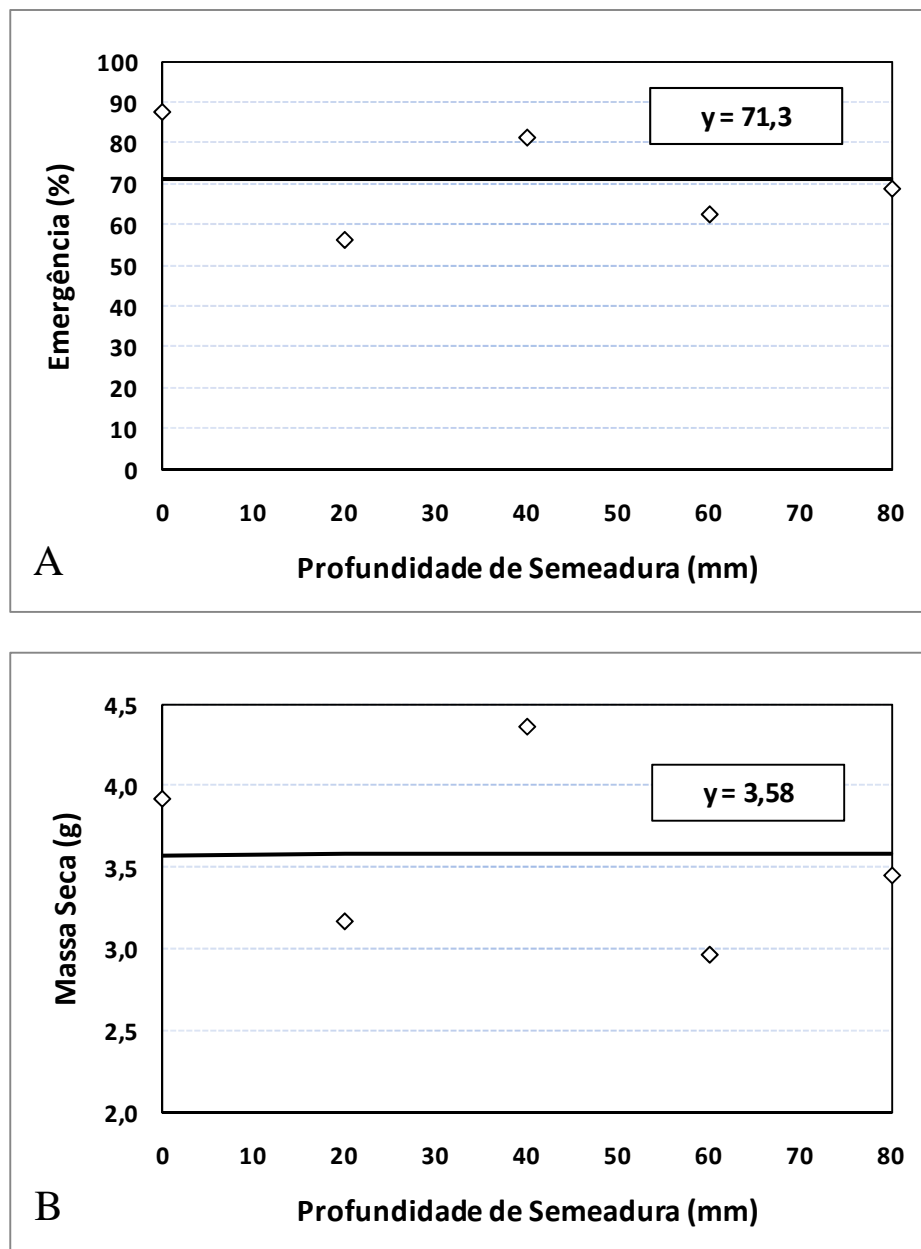 100
90
80
70
60
50
40
30
20
10
0
Emergência (%)
y = 71,3
0 10 20 30 40 50 60 70 80
Profundidade de Semeadura (mm)
A
4,5
4,0
3,5
3,0
2,5
2,0
Massa Seca (g)
y = 3,58
0 10 20 30 40 50 60 70 80
Profundidade de Semeadura (mm)
B